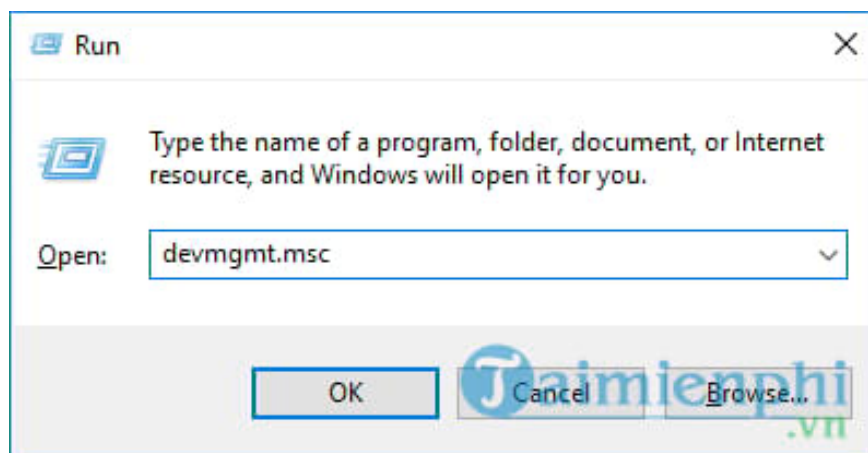 Run
Type the name of a program, folder, document, or Internet
resource, and Windows will open it for you.
Open: devmgmt.msc
OK Cancel Browse...
Taimienphi
.vn